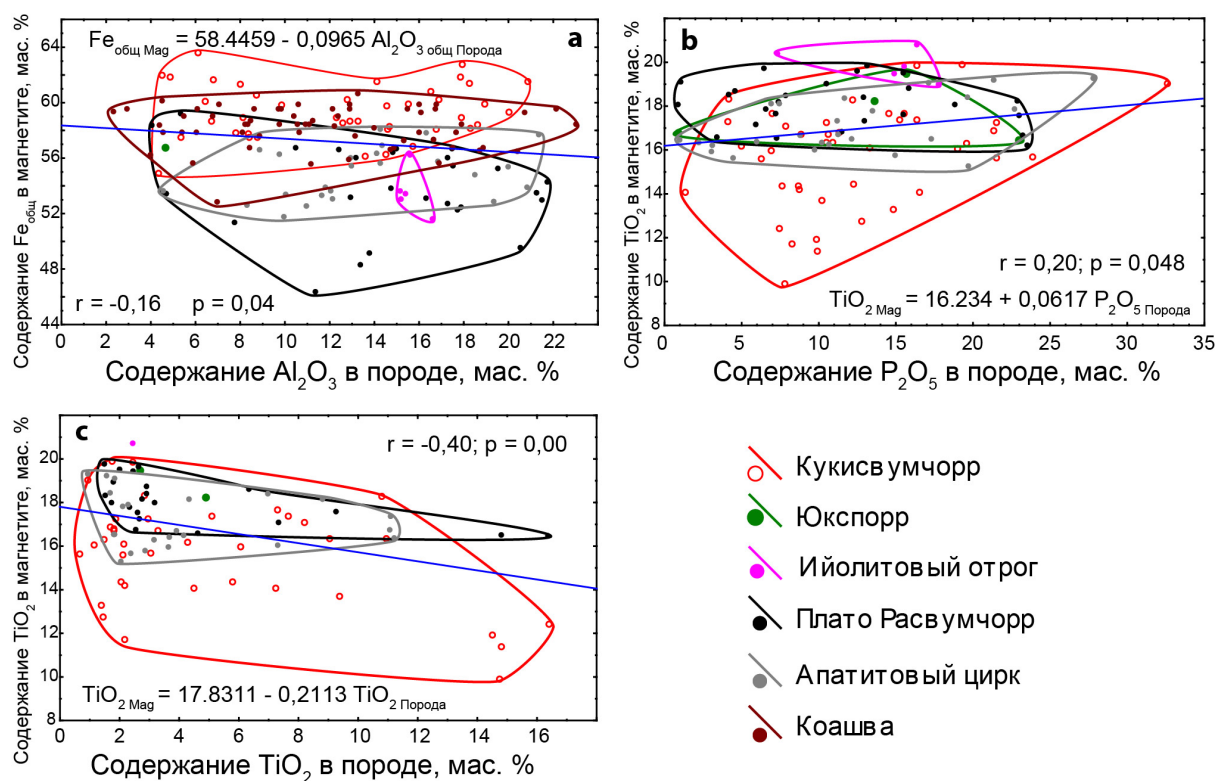 Fe общ Mag = 58.4459 - 0,0965 Al2O3 общ Порода
a
Содержание Feобщ в магнетите, мас. %
64
60
56
52
48
44
r = -0,16 p = 0,04
0 2 4 6 8 10 12 14 16 18 20 22
Содержание Al2O3 в породе, мас. %
b
Содержание TiO2 в магнетите, мас. %
22
20
18
16
14
12
10
8
r = 0,20; p = 0,048
TiO2 Mag = 16.234 + 0,0617 P2O5 Порода
0 5 10 15 20 25 30 35
Содержание P2O5 в породе, мас. %
c
r = -0,40; p = 0,00
Содержание TiO2 в магнетите, мас. %
20
18
16
14
12
10
8
TiO2 Mag = 17.8311 - 0,2113 TiO2 Порода
0 2 4 6 8 10 12 14 16
Содержание TiO2 в породе, мас. %
Кукисвумчорр
Юкспорр
Ийолитовый отрог
Плато Расвумчорр
Апатитовый цирк
Коашва